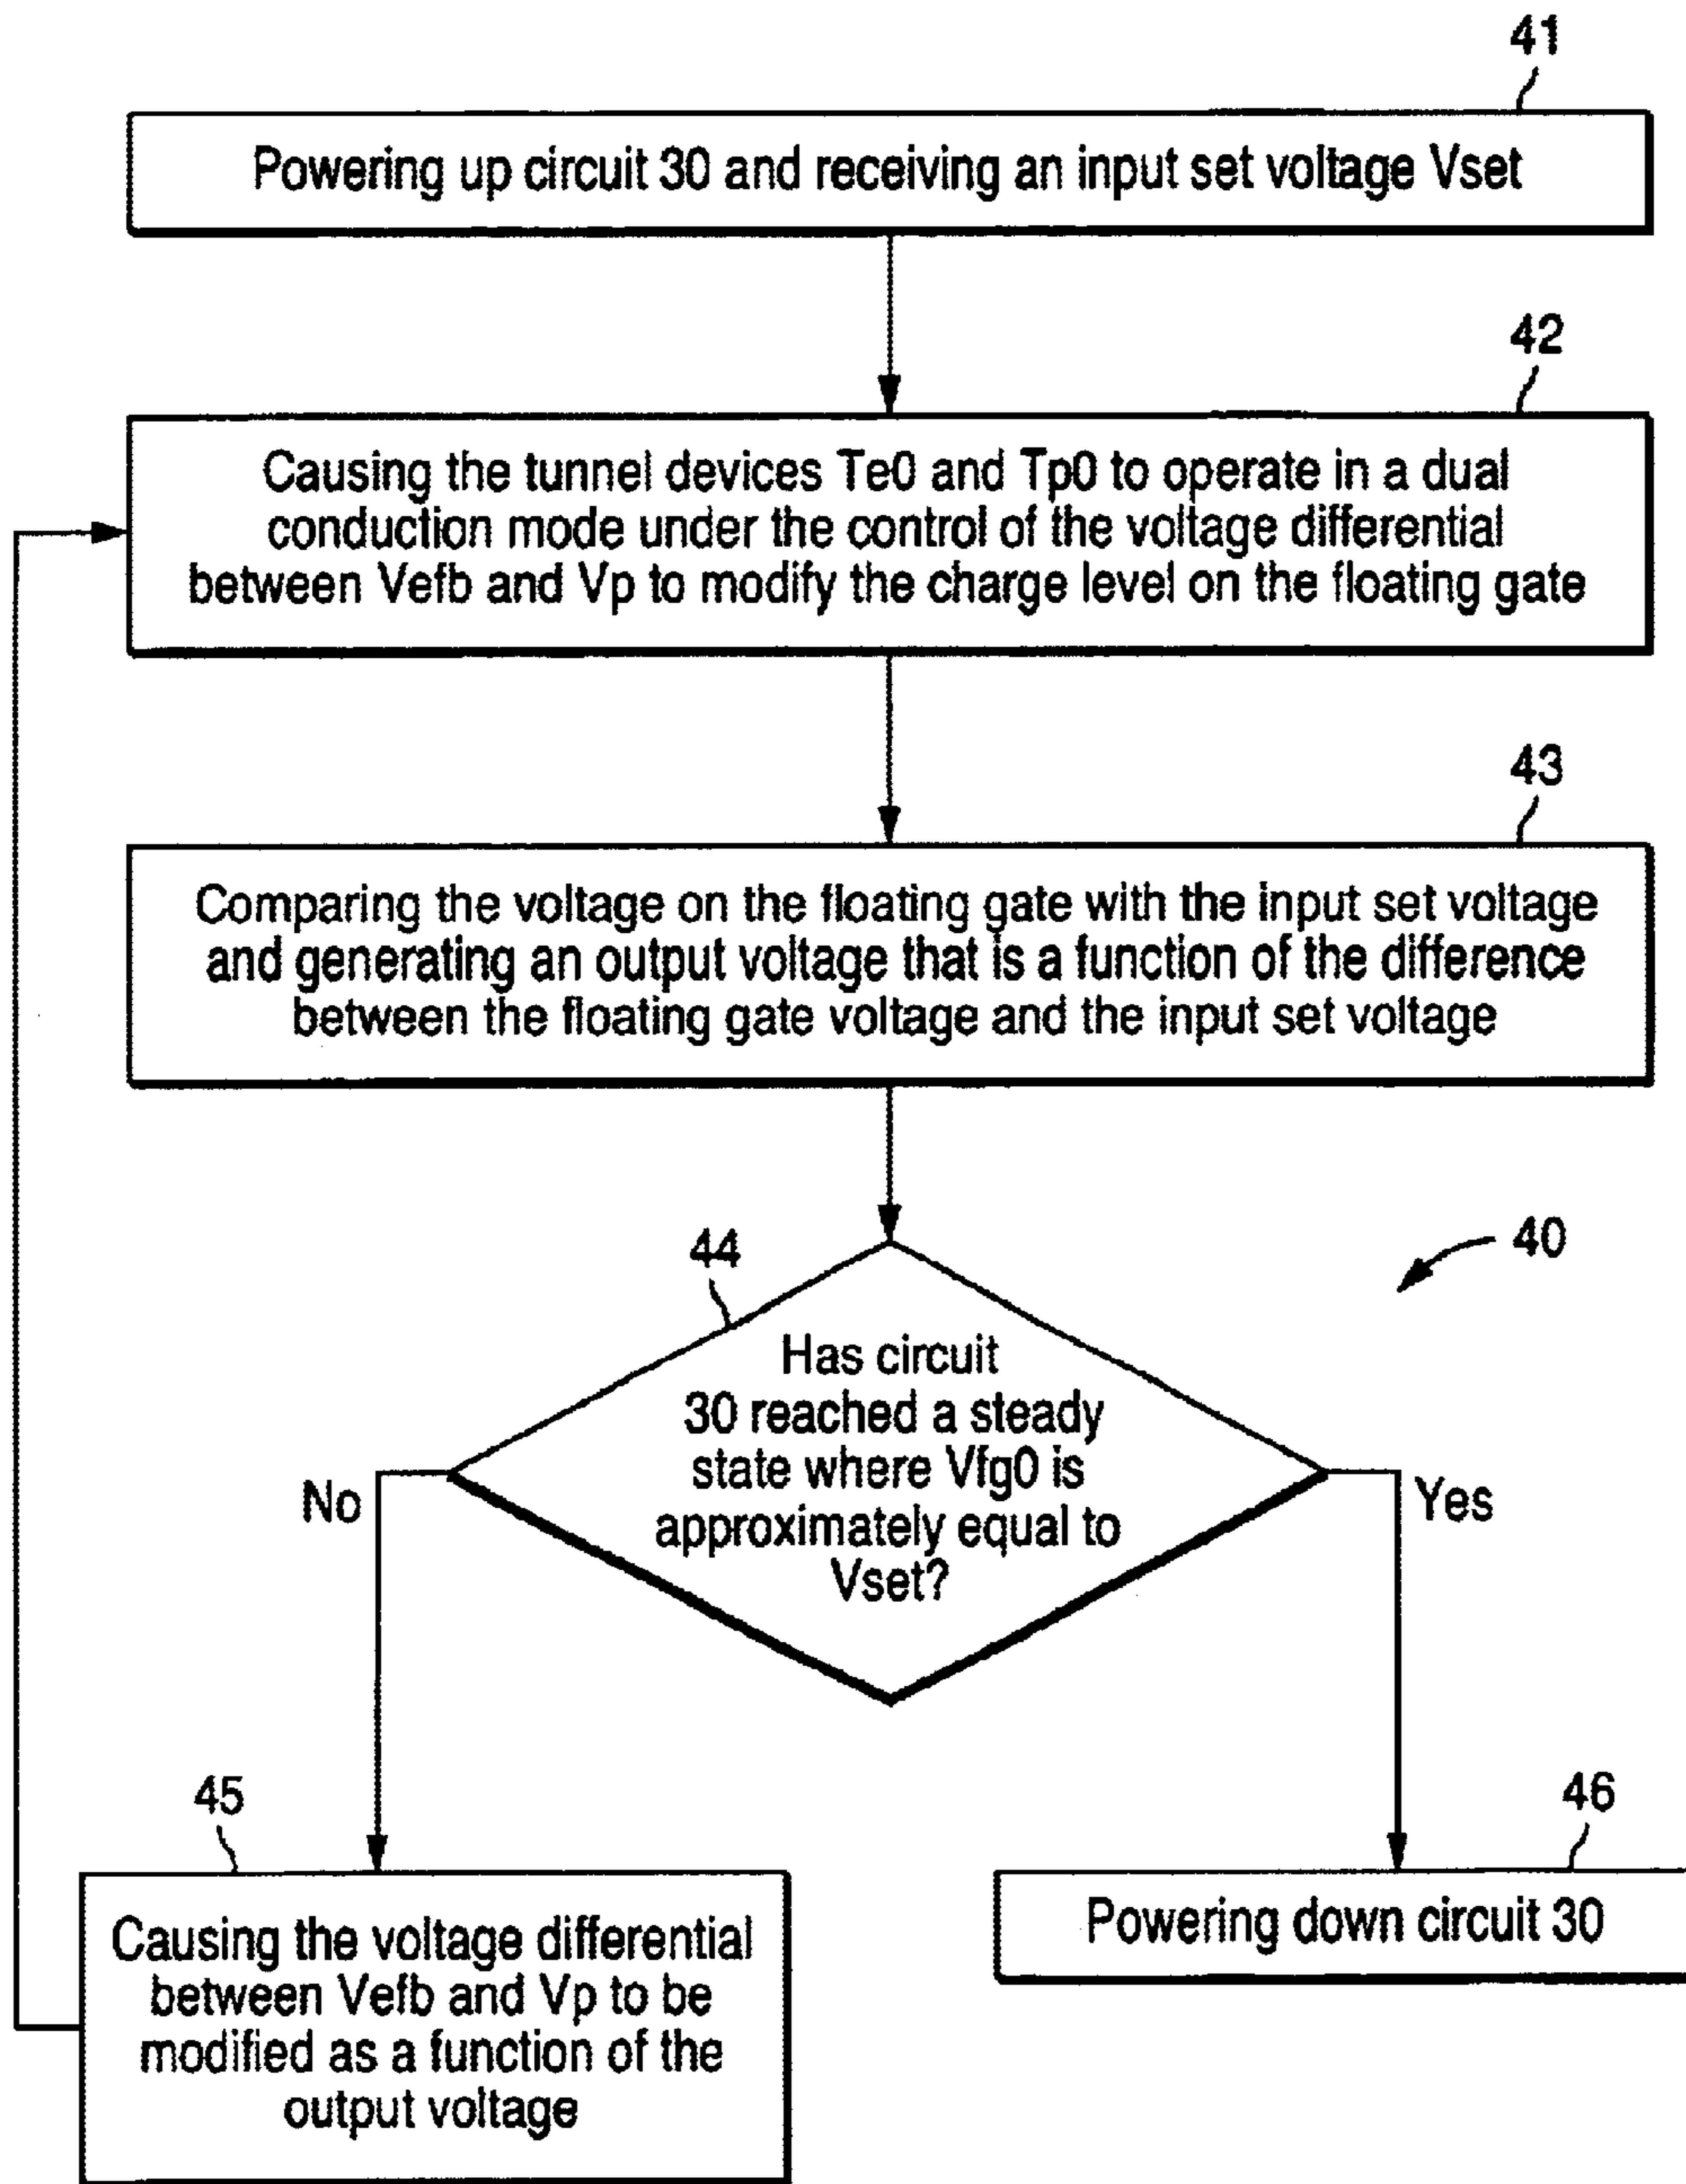 41
Powering up circuit 30 and receiving an input set voltage Vset
42
Causing the tunnel devices Te0 and Tp0 to operate in a dual
conduction mode under the control of the voltage differential
between Vefb and Vp to modify the charge level on the floating gate
43
Comparing the voltage on the floating gate with the input set voltage
and generating an output voltage that is a function of the difference
between the floating gate voltage and the input set voltage
40
44
Has circuit
30 reached a steady
state where Vfg0 is
approximately equal to
Vset?
No
Yes
45
Causing the voltage differential
between Vefb and Vp to be
modified as a function of the
output voltage
46
Powering down circuit 30